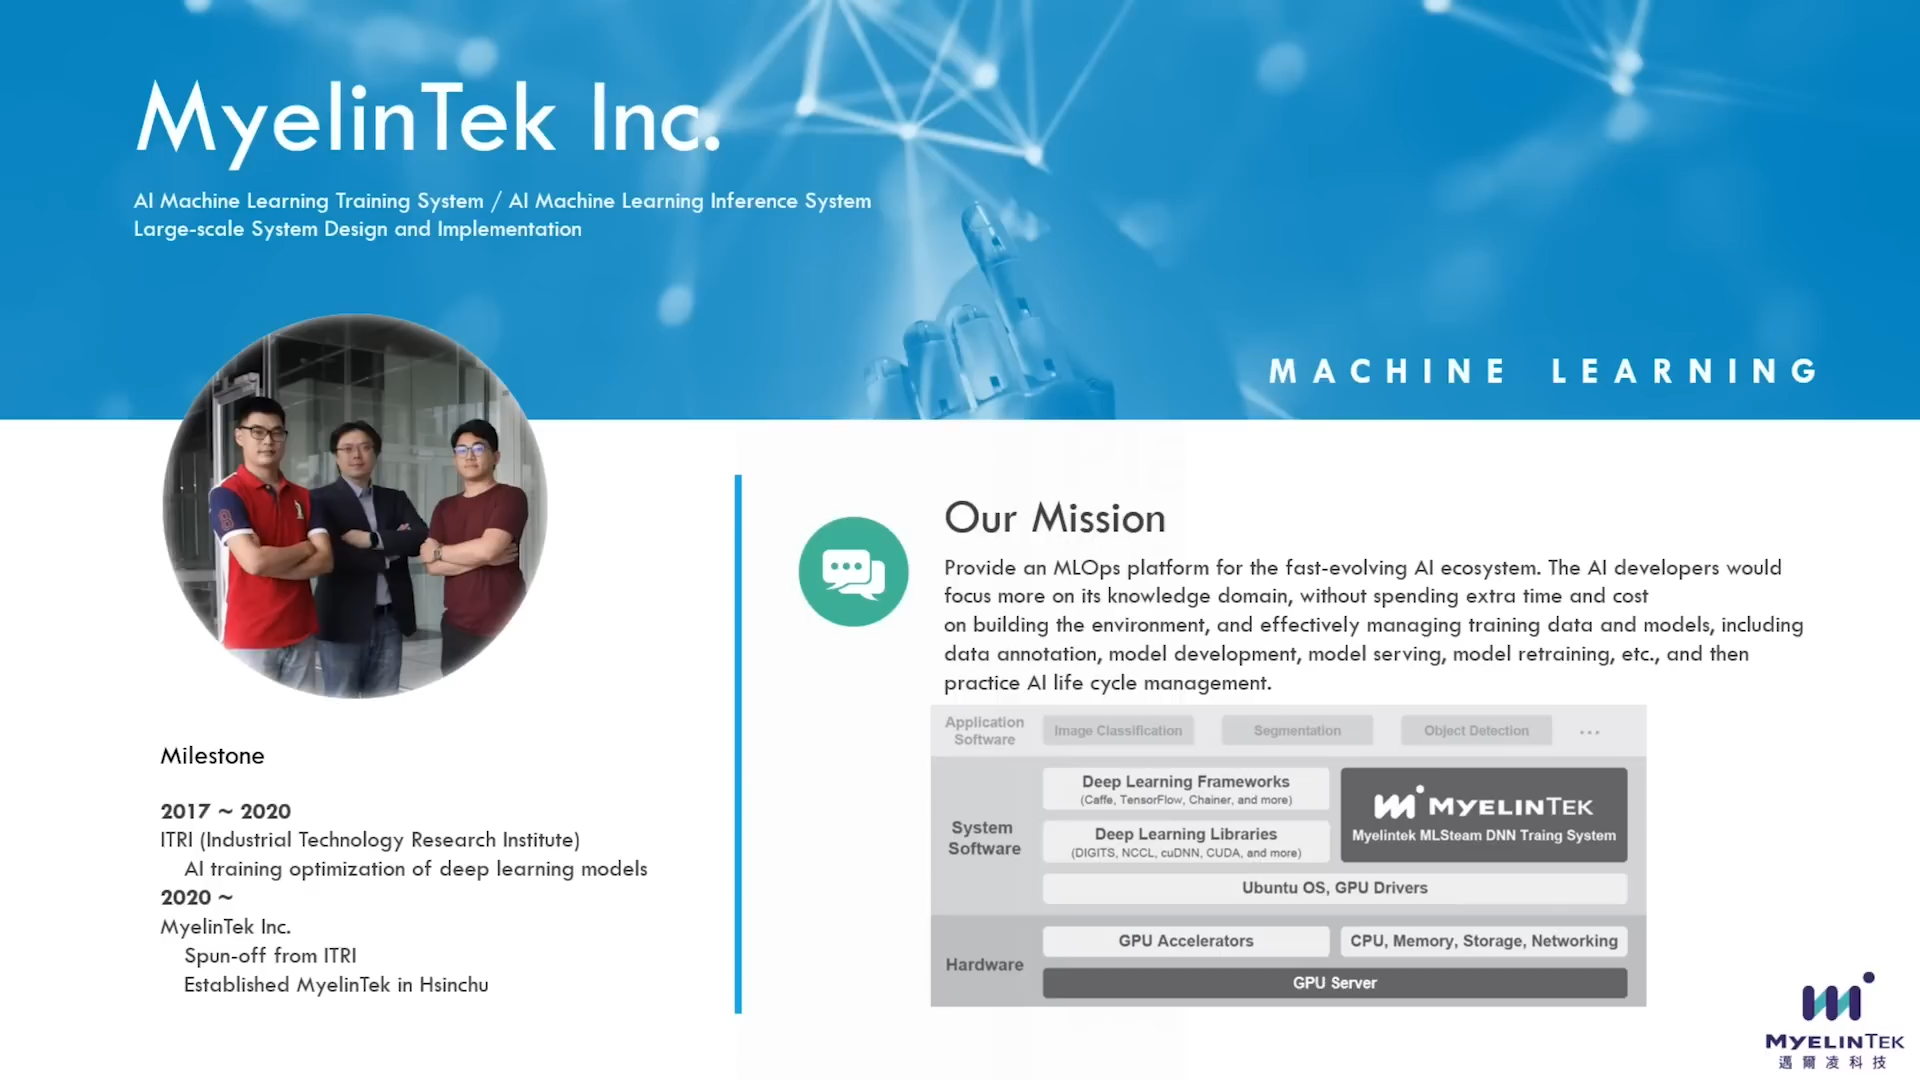 MyelinTek Inc.
AI Machine Learning Training System / AI Machine Learning Inference System
Large-scale System Design and Implementation
MACHINE LEARNING
8
Milestone
2017 ~ 2020
ITRI (Industrial Technology Research Institute)
AI training optimization of deep learning models
2020 ~
MyelinTek Inc.
Spun-off from ITRI
Established MyelinTek in Hsinchu
Our Mission
Provide an MLOps platform for the fast-evolving AI ecosystem. The AI developers would
focus more on its knowledge domain, without spending extra time and cost
on building the environment, and effectively managing training data and models, including
data annotation, model development, model serving, model retraining, etc., and then
practice AI life cycle management.
Application
Software
Image Classification
Segmentation
Object Detection
...
System
Software
Deep Learning Frameworks
(Caffe, TensorFlow, Chainer, and more)
Deep Learning Libraries
(DIGITS, NCCL, cuDNN, CUDA, and more)
MYELINTEK
Myelintek MLSteam DNN Traing System
Ubuntu OS, GPU Drivers
Hardware
GPU Accelerators
CPU, Memory, Storage, Networking
GPU Server
MYELINTEK
邁爾凌科技